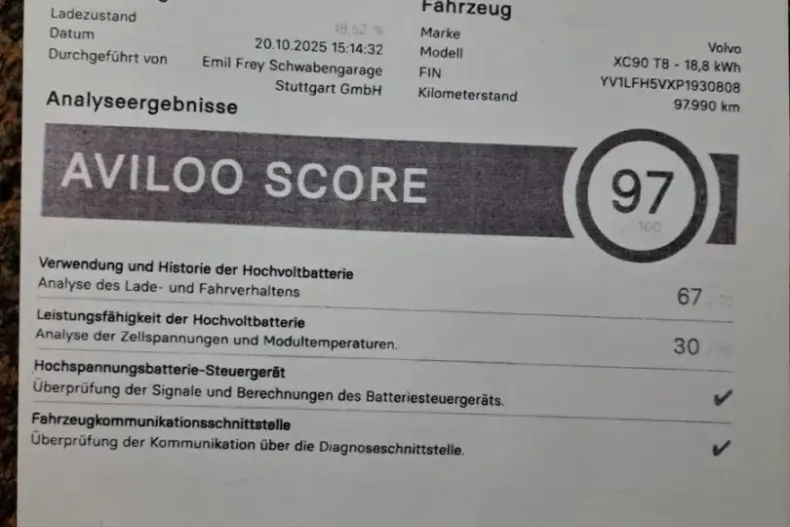 Ladezustand 18,52 %
Datum 20.10.2025 15:14:32
Durchgeführt von Emil Frey Schwabengarage
Stuttgart GmbH
Fahrzeug
Marke Volvo
Modell XC90 T8 - 18,8 kWh
FIN YV1LFH5VXP1930808
Kilometerstand 97.990 km
Analyseergebnisse
AVILOO SCORE 97
100
Verwendung und Historie der Hochvoltbatterie
Analyse des Lade- und Fahrverhaltens 67
Leistungsfähigkeit der Hochvoltbatterie
Analyse der Zellspannungen und Modultemperaturen. 30
Hochspannungsbatterie-Steuergerät
Überprüfung der Signale und Berechnungen des Batteriesteuergeräts. ✔
Fahrzeugkommunikationsschnittstelle
Überprüfung der Kommunikation über die Diagnoseschnittstelle. ✔